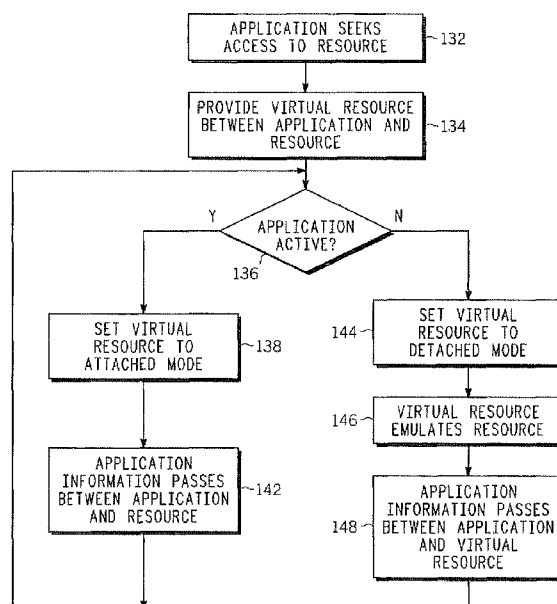 APPLICATION SEEKS
ACCESS TO RESOURCE
132
PROVIDE VIRTUAL RESOURCE
BETWEEN APPLICATION AND
RESOURCE
134
Y
N
APPLICATION
ACTIVE?
136
SET VIRTUAL
RESOURCE TO
ATTACHED MODE
138
144
SET VIRTUAL
RESOURCE TO
DETACHED MODE
146
VIRTUAL RESOURCE
EMULATES RESOURCE
APPLICATION
INFORMATION PASSES
BETWEEN APPLICATION
AND RESOURCE
142
148
APPLICATION
INFORMATION PASSES
BETWEEN APPLICATION
AND VIRTUAL
RESOURCE